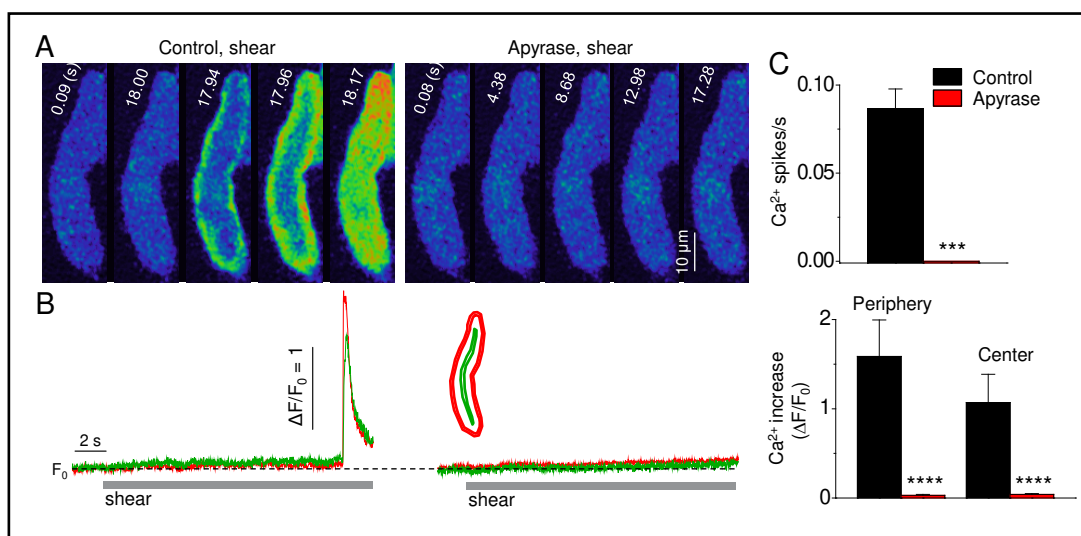 A
Control, shear
Apyrase, shear
0.09 (s)
18.00
17.94
17.96
18.17
0.08 (s)
4.38
8.68
12.98
17.28
10 µm
B
ΔF/F₀ = 1
2 s
F₀
shear
shear
C
Control
Apyrase
Ca²⁺ spikes/s
0.10
0.05
0.00
***
Periphery
Center
Ca²⁺ increase
(ΔF/F₀)
2
1
0
****
****